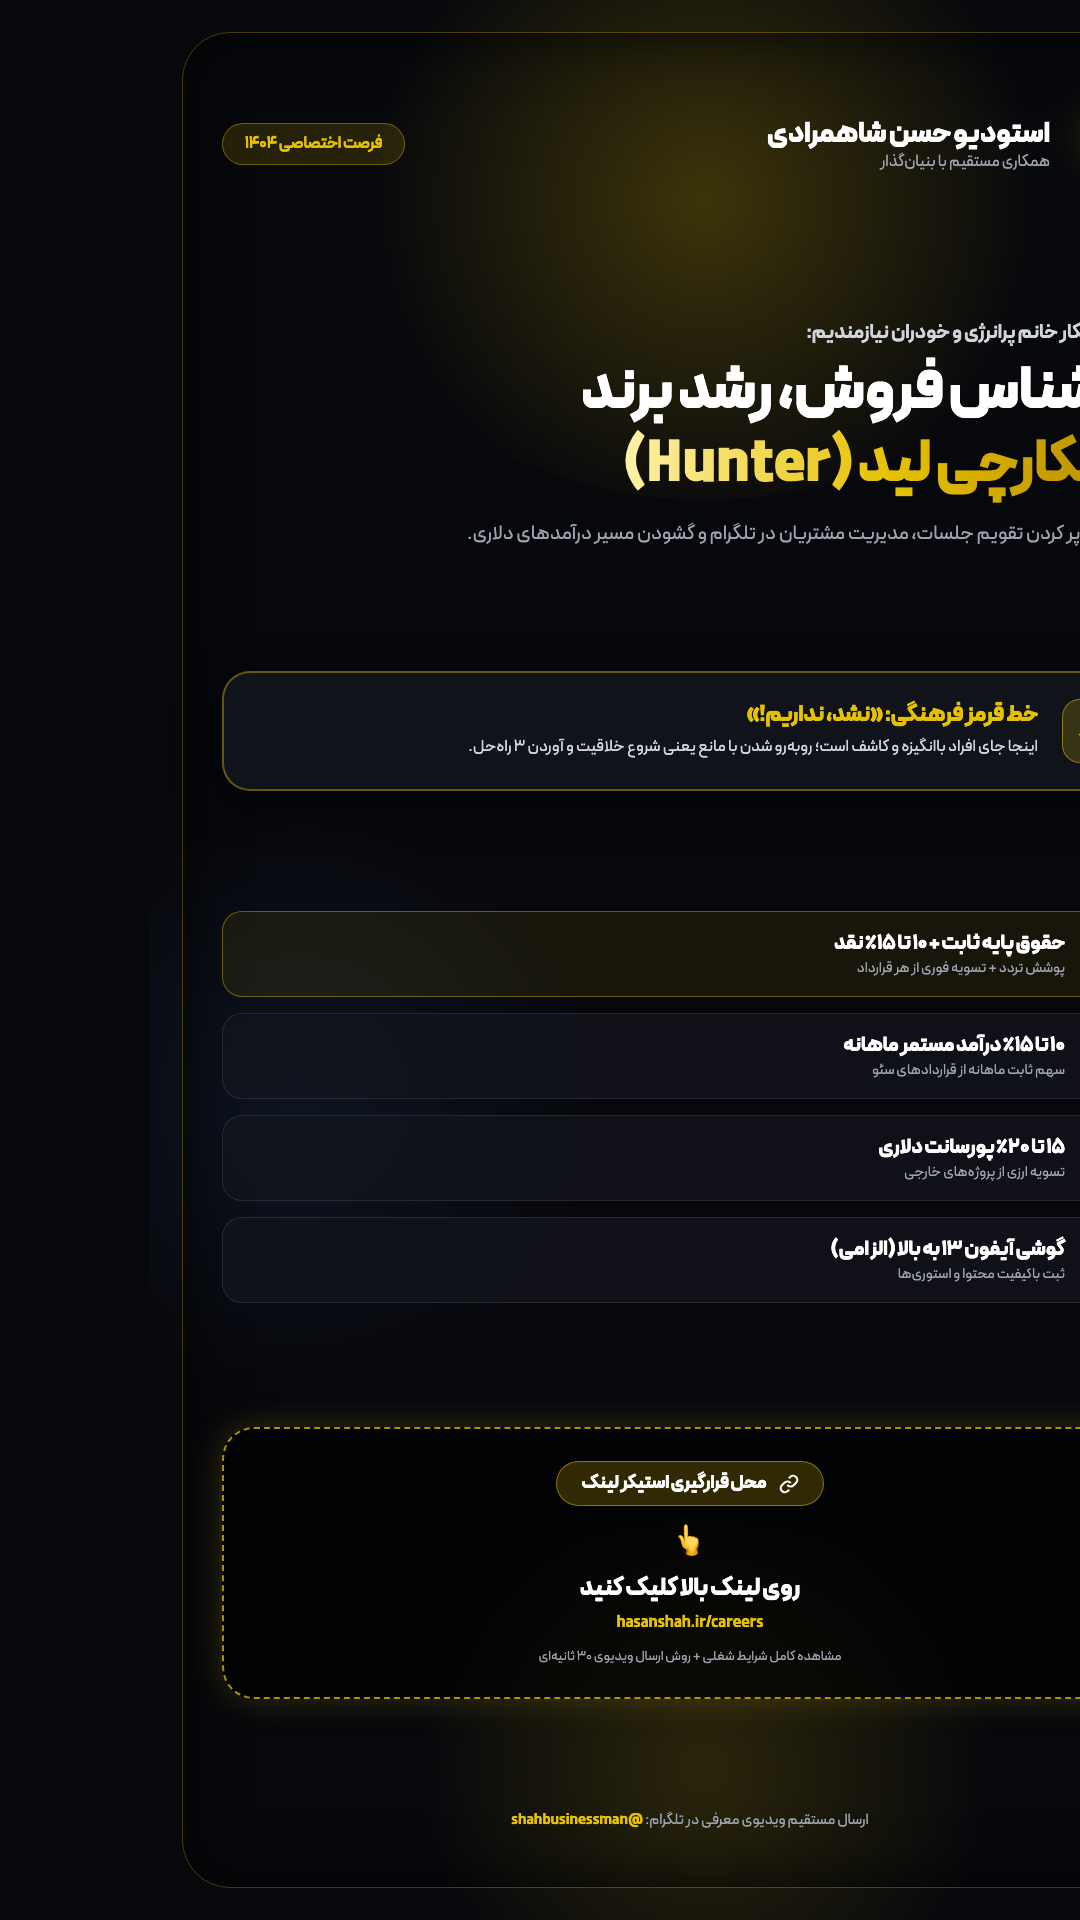 استودیو حسن شاهمرادی
همکاری مستقیم با بنیان‌گذار
فرصت اختصاصی ۱۴۰۴
خانم پرانرژی و خودران نیازمندیم:
فروش، رشد برند
لید (Hunter)
پر کردن تقویم جلسات، مدیریت مشتریان در تلگرام و گشودن مسیر درآمدهای دلاری.
خط قرمز فرهنگی: «نشد، نداریم!»
اینجا جای افراد باانگیزه و کاشف است؛ روبه‌رو شدن با مانع یعنی شروع خلاقیت و آوردن ۳ راه‌حل.
حقوق پایه ثابت + ۱۰ تا ۱۵٪ نقد
پوشش تردد + تسویه فوری از هر قرارداد
۱۰ تا ۱۵٪ درآمد مستمر ماهانه
سهم ثابت ماهانه از قراردادهای سئو
۱۵ تا ۲۰٪ پورسانت دلاری
تسویه ارزی از پروژه‌های خارجی
گوشی آیفون ۱۳ به بالا (الزامی)
ثبت باکیفیت محتوا و استوری‌ها
محل قرارگیری استیکر لینک
روی لینک بالا کلیک کنید
hasanshah.ir/careers
مشاهده کامل شرایط شغلی + روش ارسال ویدیوی ۳۰ ثانیه‌ای
ارسال مستقیم ویدیوی معرفی در تلگرام: @shahbusinessman